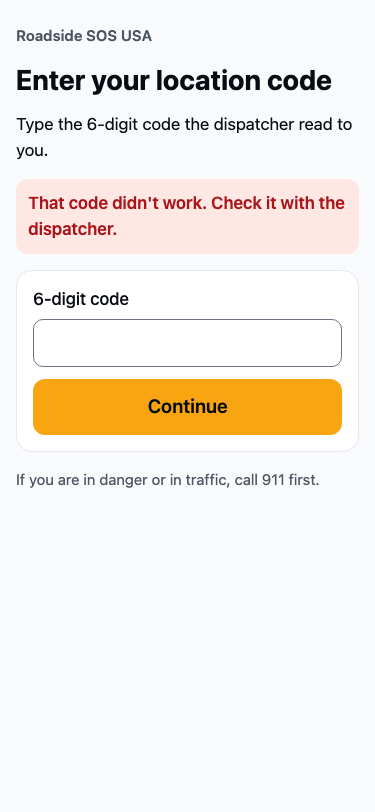 Roadside SOS USA
Enter your location code
Type the 6-digit code the dispatcher read to
you.
That code didn't work. Check it with the
dispatcher.
6-digit code
Continue
If you are in danger or in traffic, call 911 first.